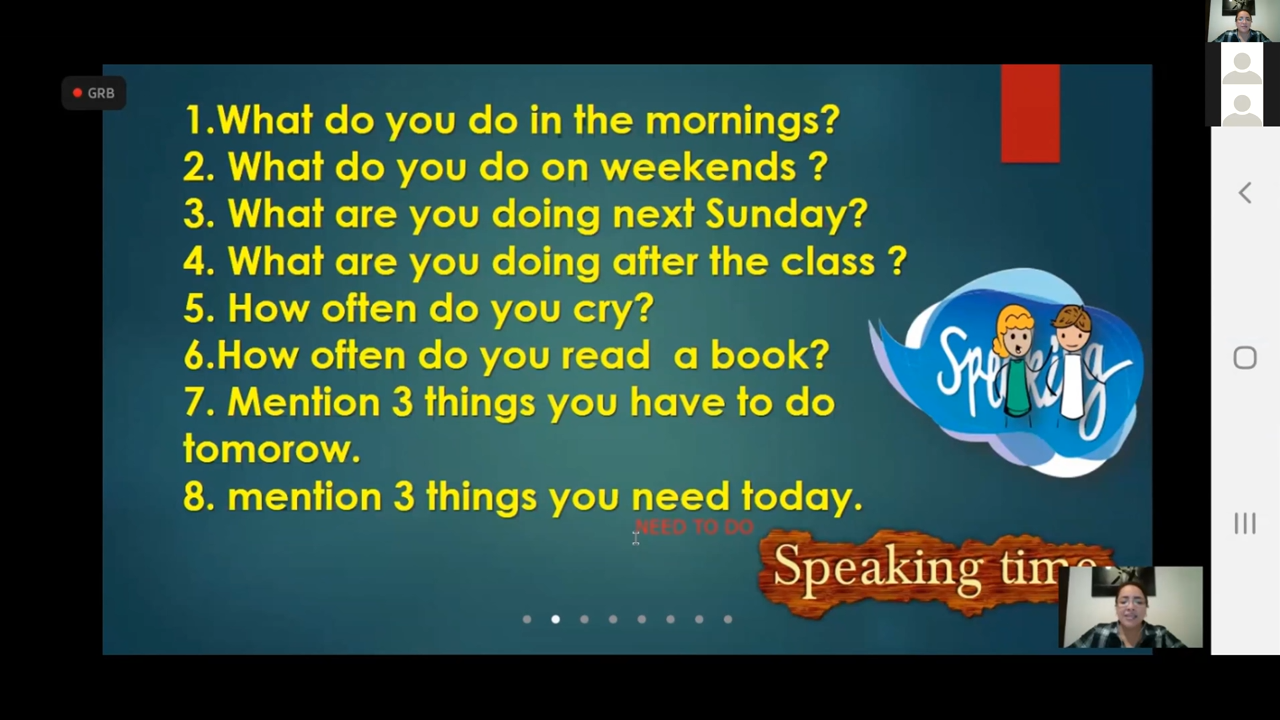 GRB
1.What do you do in the mornings?
2. What do you do on weekends ?
3. What are you doing next Sunday?
4. What are you doing after the class ?
5. How often do you cry?
6.How often do you read  a book?
7. Mention 3 things you have to do
tomorow.
8. mention 3 things you need today.
NEED TO DO
Speaking
Speaking time